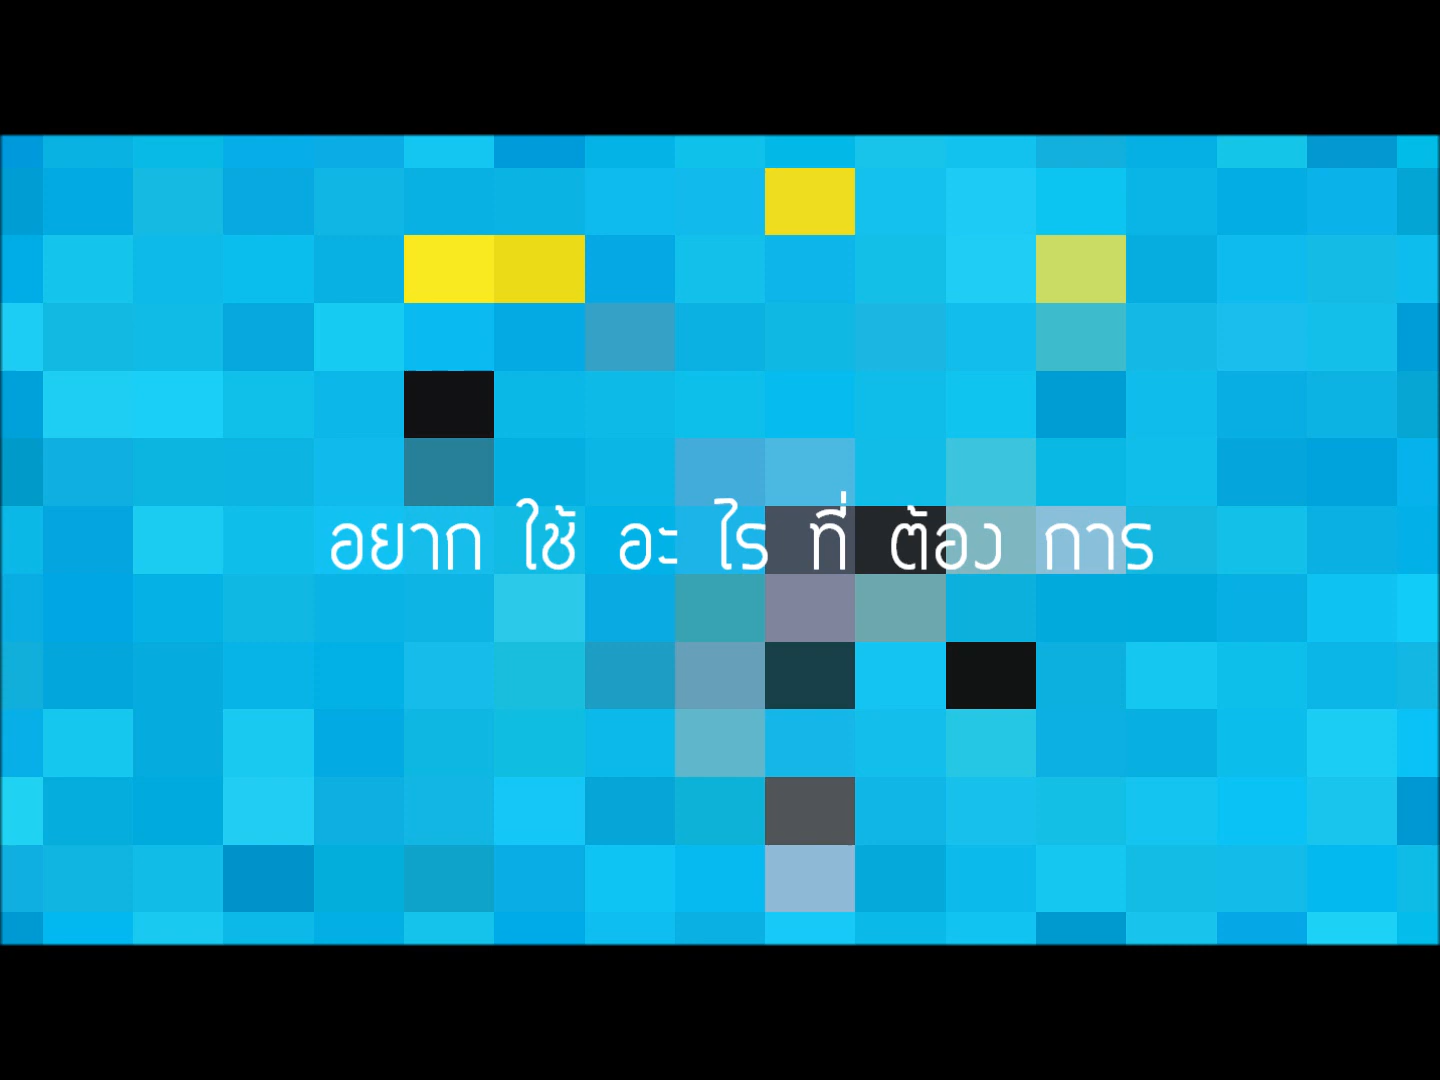 อยาก ใช้ อะ ไร ที่ ต้อง การ